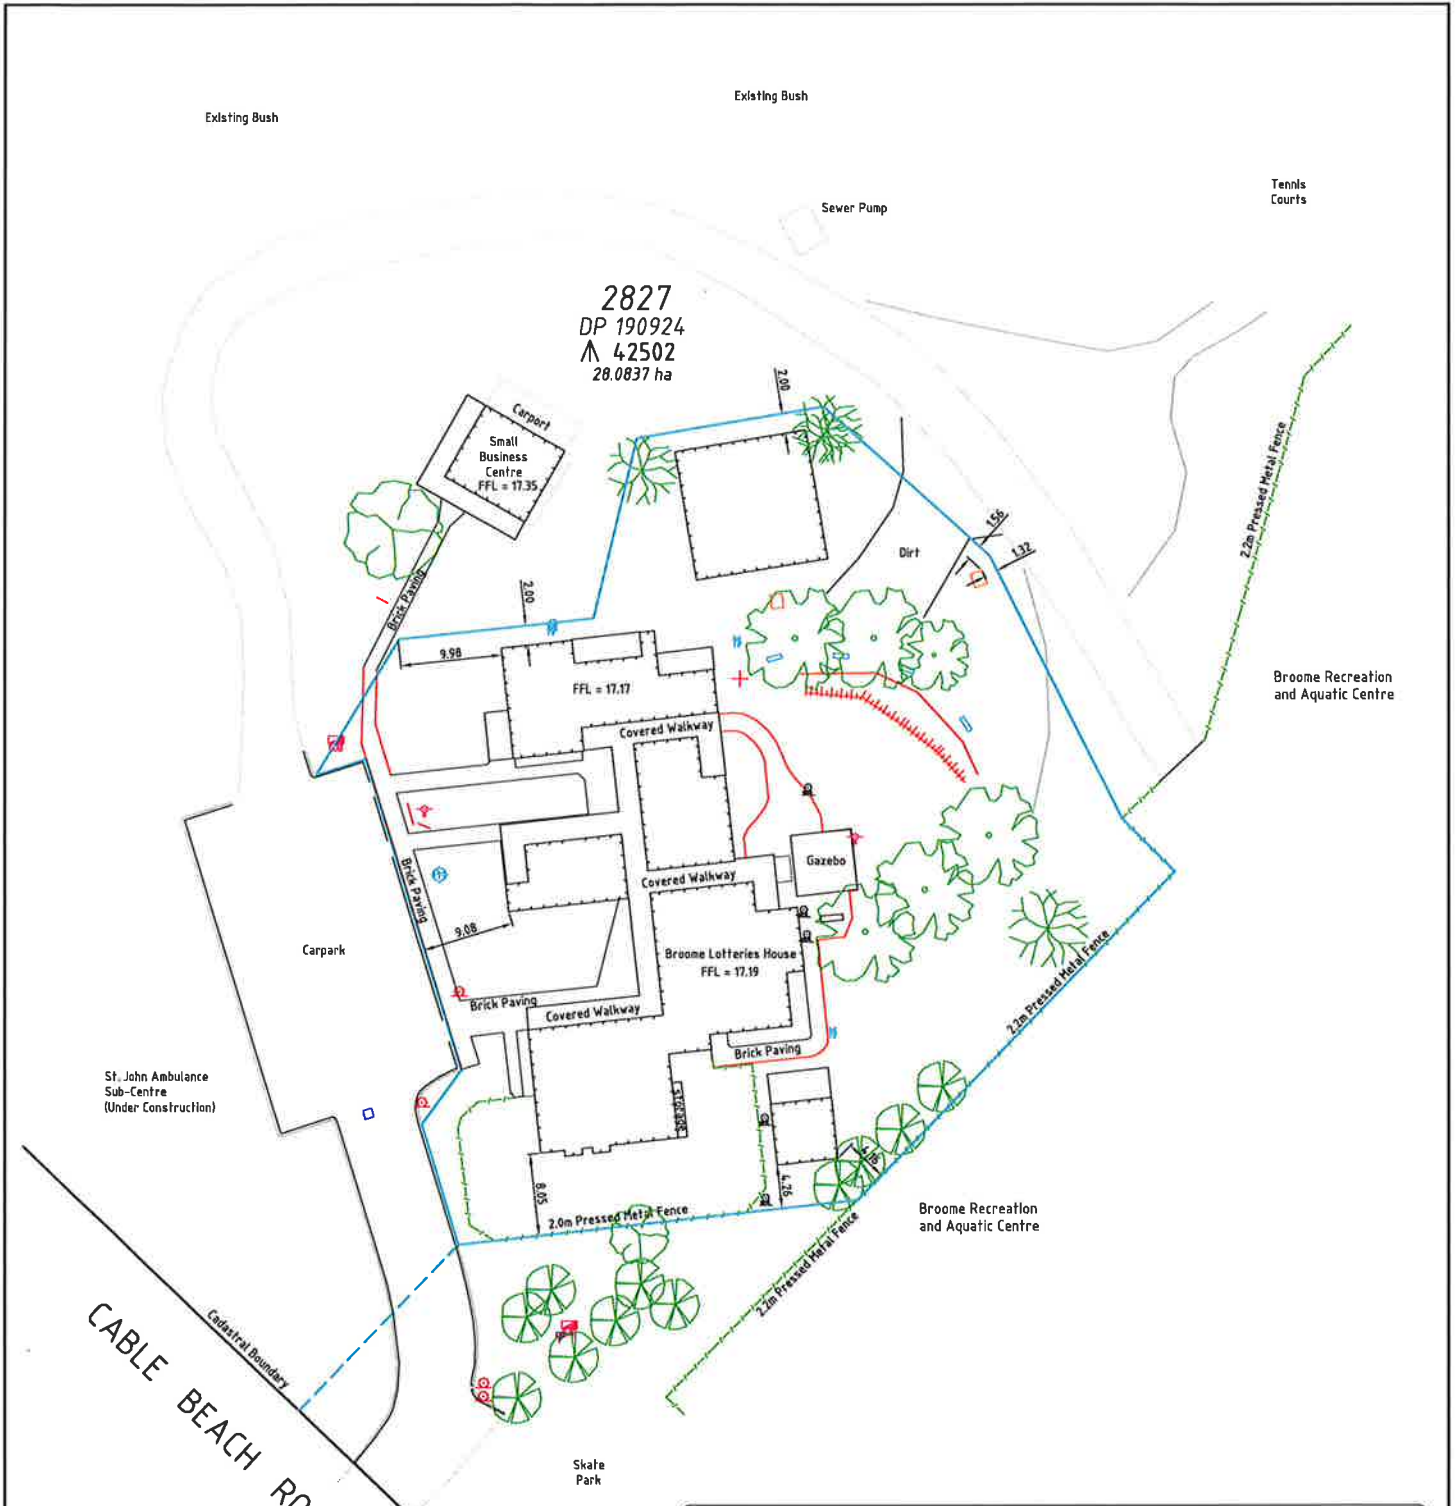 Existing Bush
Existing Bush
Tennis
Courts
Sewer Pump
2827
DP 190924
42502
28.0837 ha
2.00
Carport
Small
Business
Centre
FFL = 17.35
2.2m Pressed Metal Fence
1.56
1.32
Dirt
Brick Paving
2.00
9.98
FFL = 17.17
Broome Recreation
and Aquatic Centre
Covered Walkway
Gazebo
Covered Walkway
Brick Paving
9.08
Carpark
Broome Lotteries House
FFL = 17.19
Brick Paving
Covered Walkway
2.2m Pressed Metal Fence
Brick Paving
St. John Ambulance
Sub-Centre
(Under Construction)
Storage
4.18
8.05
4.26
2.0m Pressed Metal Fence
Broome Recreation
and Aquatic Centre
2.2m Pressed Metal Fence
Cadastral Boundary
CABLE BEACH RO
Skate
Park